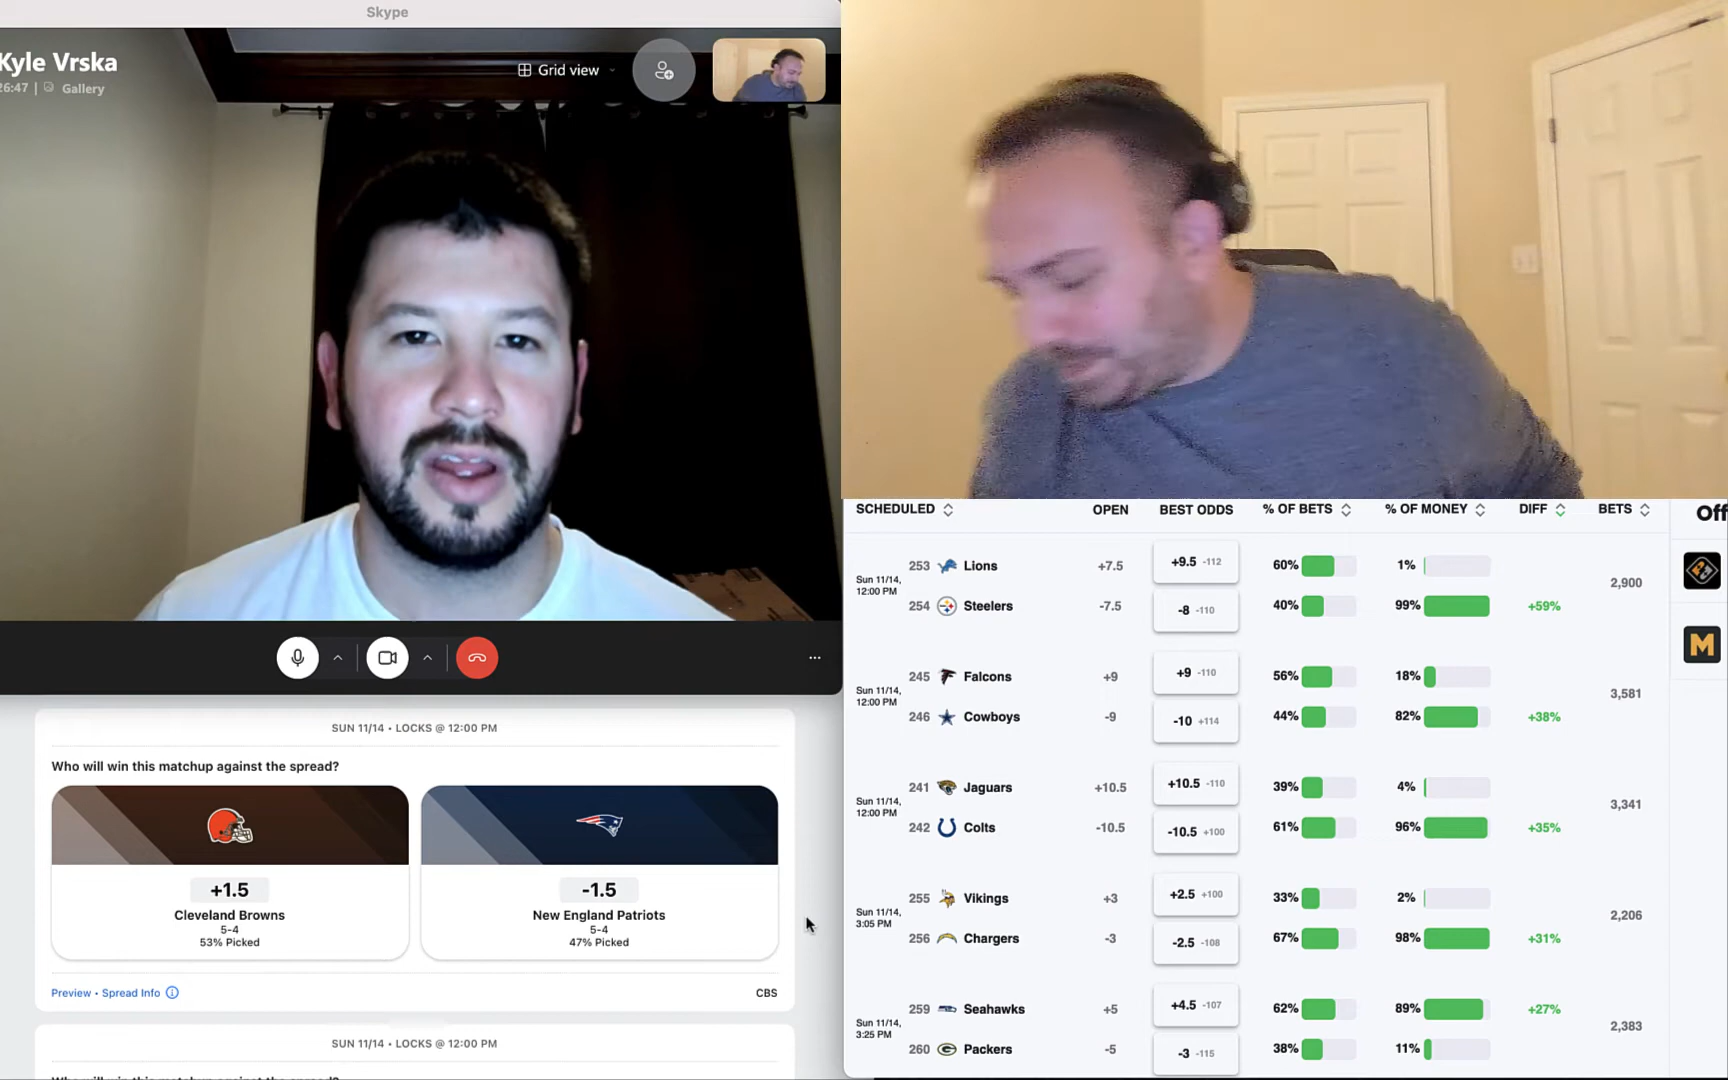 Skype
Kyle Vrska
26:47 | Gallery
Grid view
SUN 11/14 • LOCKS @ 12:00 PM
Who will win this matchup against the spread?
+1.5
Cleveland Browns
5-4
53% Picked
-1.5
New England Patriots
5-4
47% Picked
Preview • Spread Info
CBS
SUN 11/14 • LOCKS @ 12:00 PM
SCHEDULED OPEN BEST ODDS % OF BETS % OF MONEY DIFF BETS
Off
Sun 11/14, 12:00 PM
253 Lions +7.5 +9.5 -112 60% 1%
2,900
254 Steelers -7.5 -8 -110 40% 99% +59%
Sun 11/14, 12:00 PM
245 Falcons +9 +9 -110 56% 18%
3,581
246 Cowboys -9 -10 +114 44% 82% +38%
Sun 11/14, 12:00 PM
241 Jaguars +10.5 +10.5 -110 39% 4%
3,341
242 Colts -10.5 -10.5 +100 61% 96% +35%
Sun 11/14, 3:05 PM
255 Vikings +3 +2.5 +100 33% 2%
2,206
256 Chargers -3 -2.5 -108 67% 98% +31%
Sun 11/14, 3:25 PM
259 Seahawks +5 +4.5 -107 62% 89% +27%
2,383
260 Packers -5 -3 -115 38% 11%
M